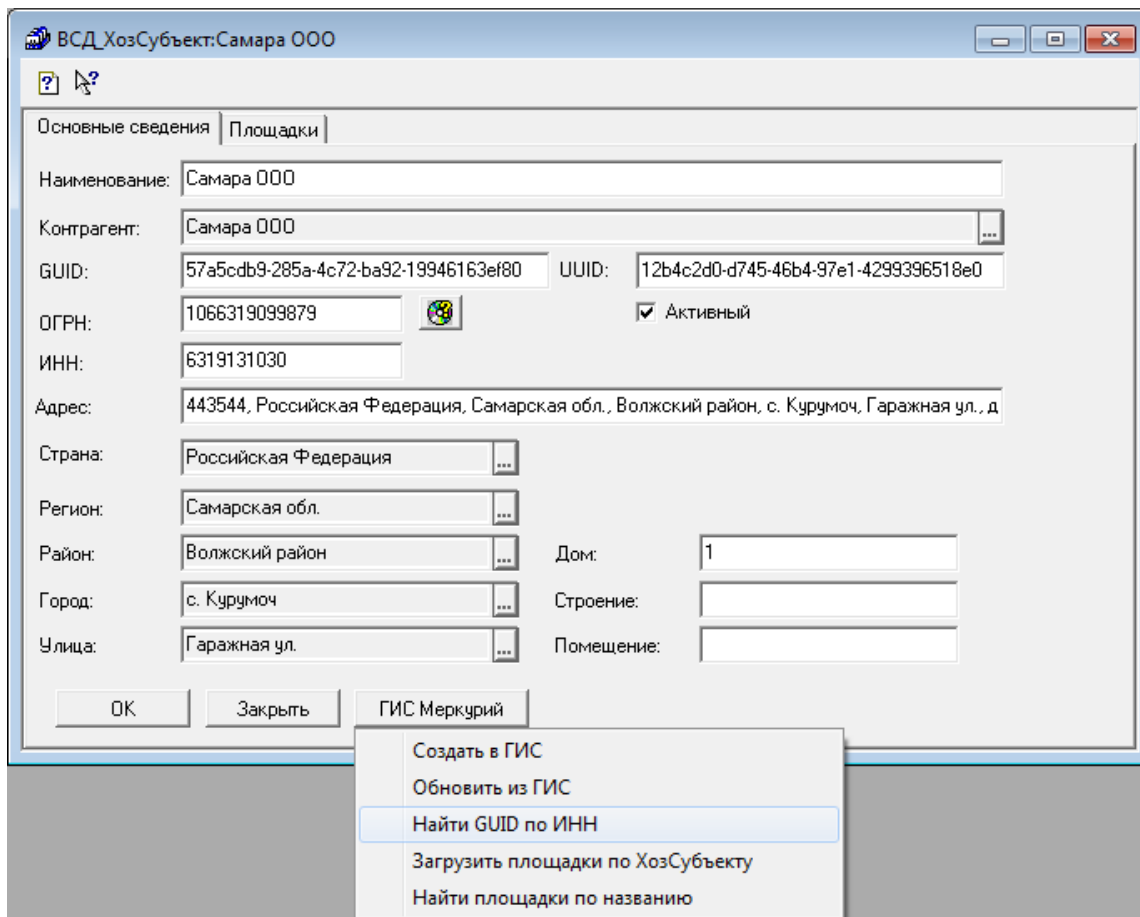 ВСД_ХозСубъект:Самара ООО
Основные сведения Площадки
Наименование: Самара ООО
Контрагент: Самара ООО ...
GUID: 57a5cdb9-285a-4c72-ba92-19946163ef80 UUID: 12b4c2d0-d745-46b4-97e1-4299396518e0
ОГРН: 1066319099879 Активный
ИНН: 6319131030
Адрес: 443544, Российская Федерация, Самарская обл., Волжский район, с. Курумоч, Гаражная ул., д
Страна: Российская Федерация ...
Регион: Самарская обл. ...
Район: Волжский район ... Дом: 1
Город: с. Курумоч ... Строение:
Улица: Гаражная ул. ... Помещение:
OK Закрыть ГИС Меркурий
Создать в ГИС
Обновить из ГИС
Найти GUID по ИНН
Загрузить площадки по ХозСубъекту
Найти площадки по названию